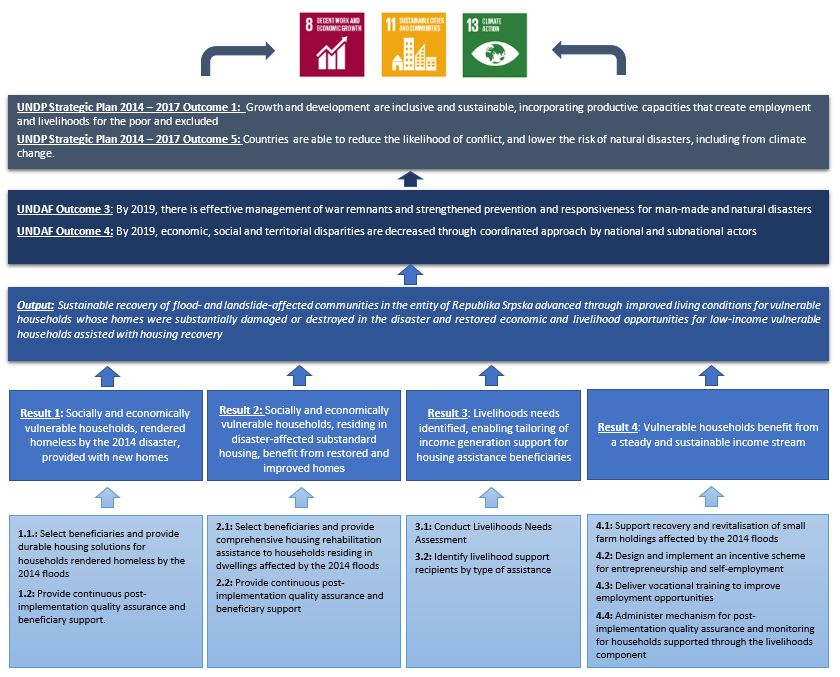 8 DECENT WORK AND
ECONOMIC GROWTH
11 SUSTAINABLE CITIES
AND COMMUNITIES
13 CLIMATE
ACTION
UNDP Strategic Plan 2014 – 2017 Outcome 1: Growth and development are inclusive and sustainable, incorporating productive capacities that create employment
and livelihoods for the poor and excluded
UNDP Strategic Plan 2014 – 2017 Outcome 5: Countries are able to reduce the likelihood of conflict, and lower the risk of natural disasters, including from climate
change.
UNDAF Outcome 3: By 2019, there is effective management of war remnants and strengthened prevention and responsiveness for man-made and natural disasters
UNDAF Outcome 4: By 2019, economic, social and territorial disparities are decreased through coordinated approach by national and subnational actors
Output: Sustainable recovery of flood- and landslide-affected communities in the entity of Republika Srpska advanced through improved living conditions for vulnerable
households whose homes were substantially damaged or destroyed in the disaster and restored economic and livelihood opportunities for low-income vulnerable
households assisted with housing recovery
Result 1: Socially and economically
vulnerable households, rendered
homeless by the 2014 disaster,
provided with new homes
Result 2: Socially and economically
vulnerable households, residing in
disaster-affected substandard
housing, benefit from restored and
improved homes
Result 3: Livelihoods needs
identified, enabling tailoring of
income generation support for
housing assistance beneficiaries
Result 4: Vulnerable households benefit from
a steady and sustainable income stream
1.1.: Select beneficiaries and provide
durable housing solutions for
households rendered homeless by the
2014 floods
1.2: Provide continuous post-
implementation quality assurance and
beneficiary support.
2.1: Select beneficiaries and provide
comprehensive housing rehabilitation
assistance to households residing in
dwellings affected by the 2014 floods
2.2: Provide continuous post-
implementation quality assurance and
beneficiary support
3.1: Conduct Livelihoods Needs
Assessment
3.2: Identify livelihood support
recipients by type of assistance
4.1: Support recovery and revitalisation of small
farm holdings affected by the 2014 floods
4.2: Design and implement an incentive scheme
for entrepreneurship and self-employment
4.3: Deliver vocational training to improve
employment opportunities
4.4: Administer mechanism for post-
implementation quality assurance and monitoring
for households supported through the livelihoods
component